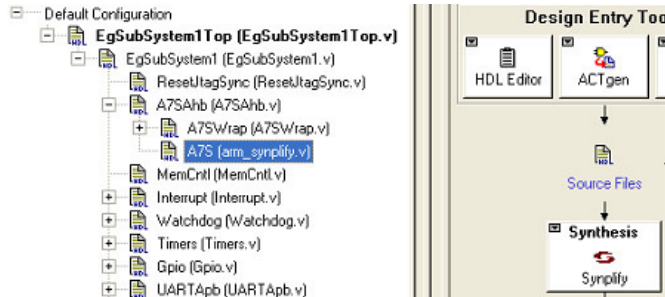 Default Configuration
EgSubSystem1Top (EgSubSystem1Top.v)
EgSubSystem1 (EgSubSystem1.v)
ResetJtagSync (ResetJtagSync.v)
A7SAhb (A7SAhb.v)
A7SWrap (A7SWrap.v)
A7S (arm_synplify.v)
MemCntl (MemCntl.v)
Interrupt (Interrupt.v)
Watchdog (Watchdog.v)
Timers (Timers.v)
Gpio (Gpio.v)
UARTApb (UARTApb.v)
Design Entry Too
HDL Editor
ACTgen
Source Files
Synthesis
Synplify